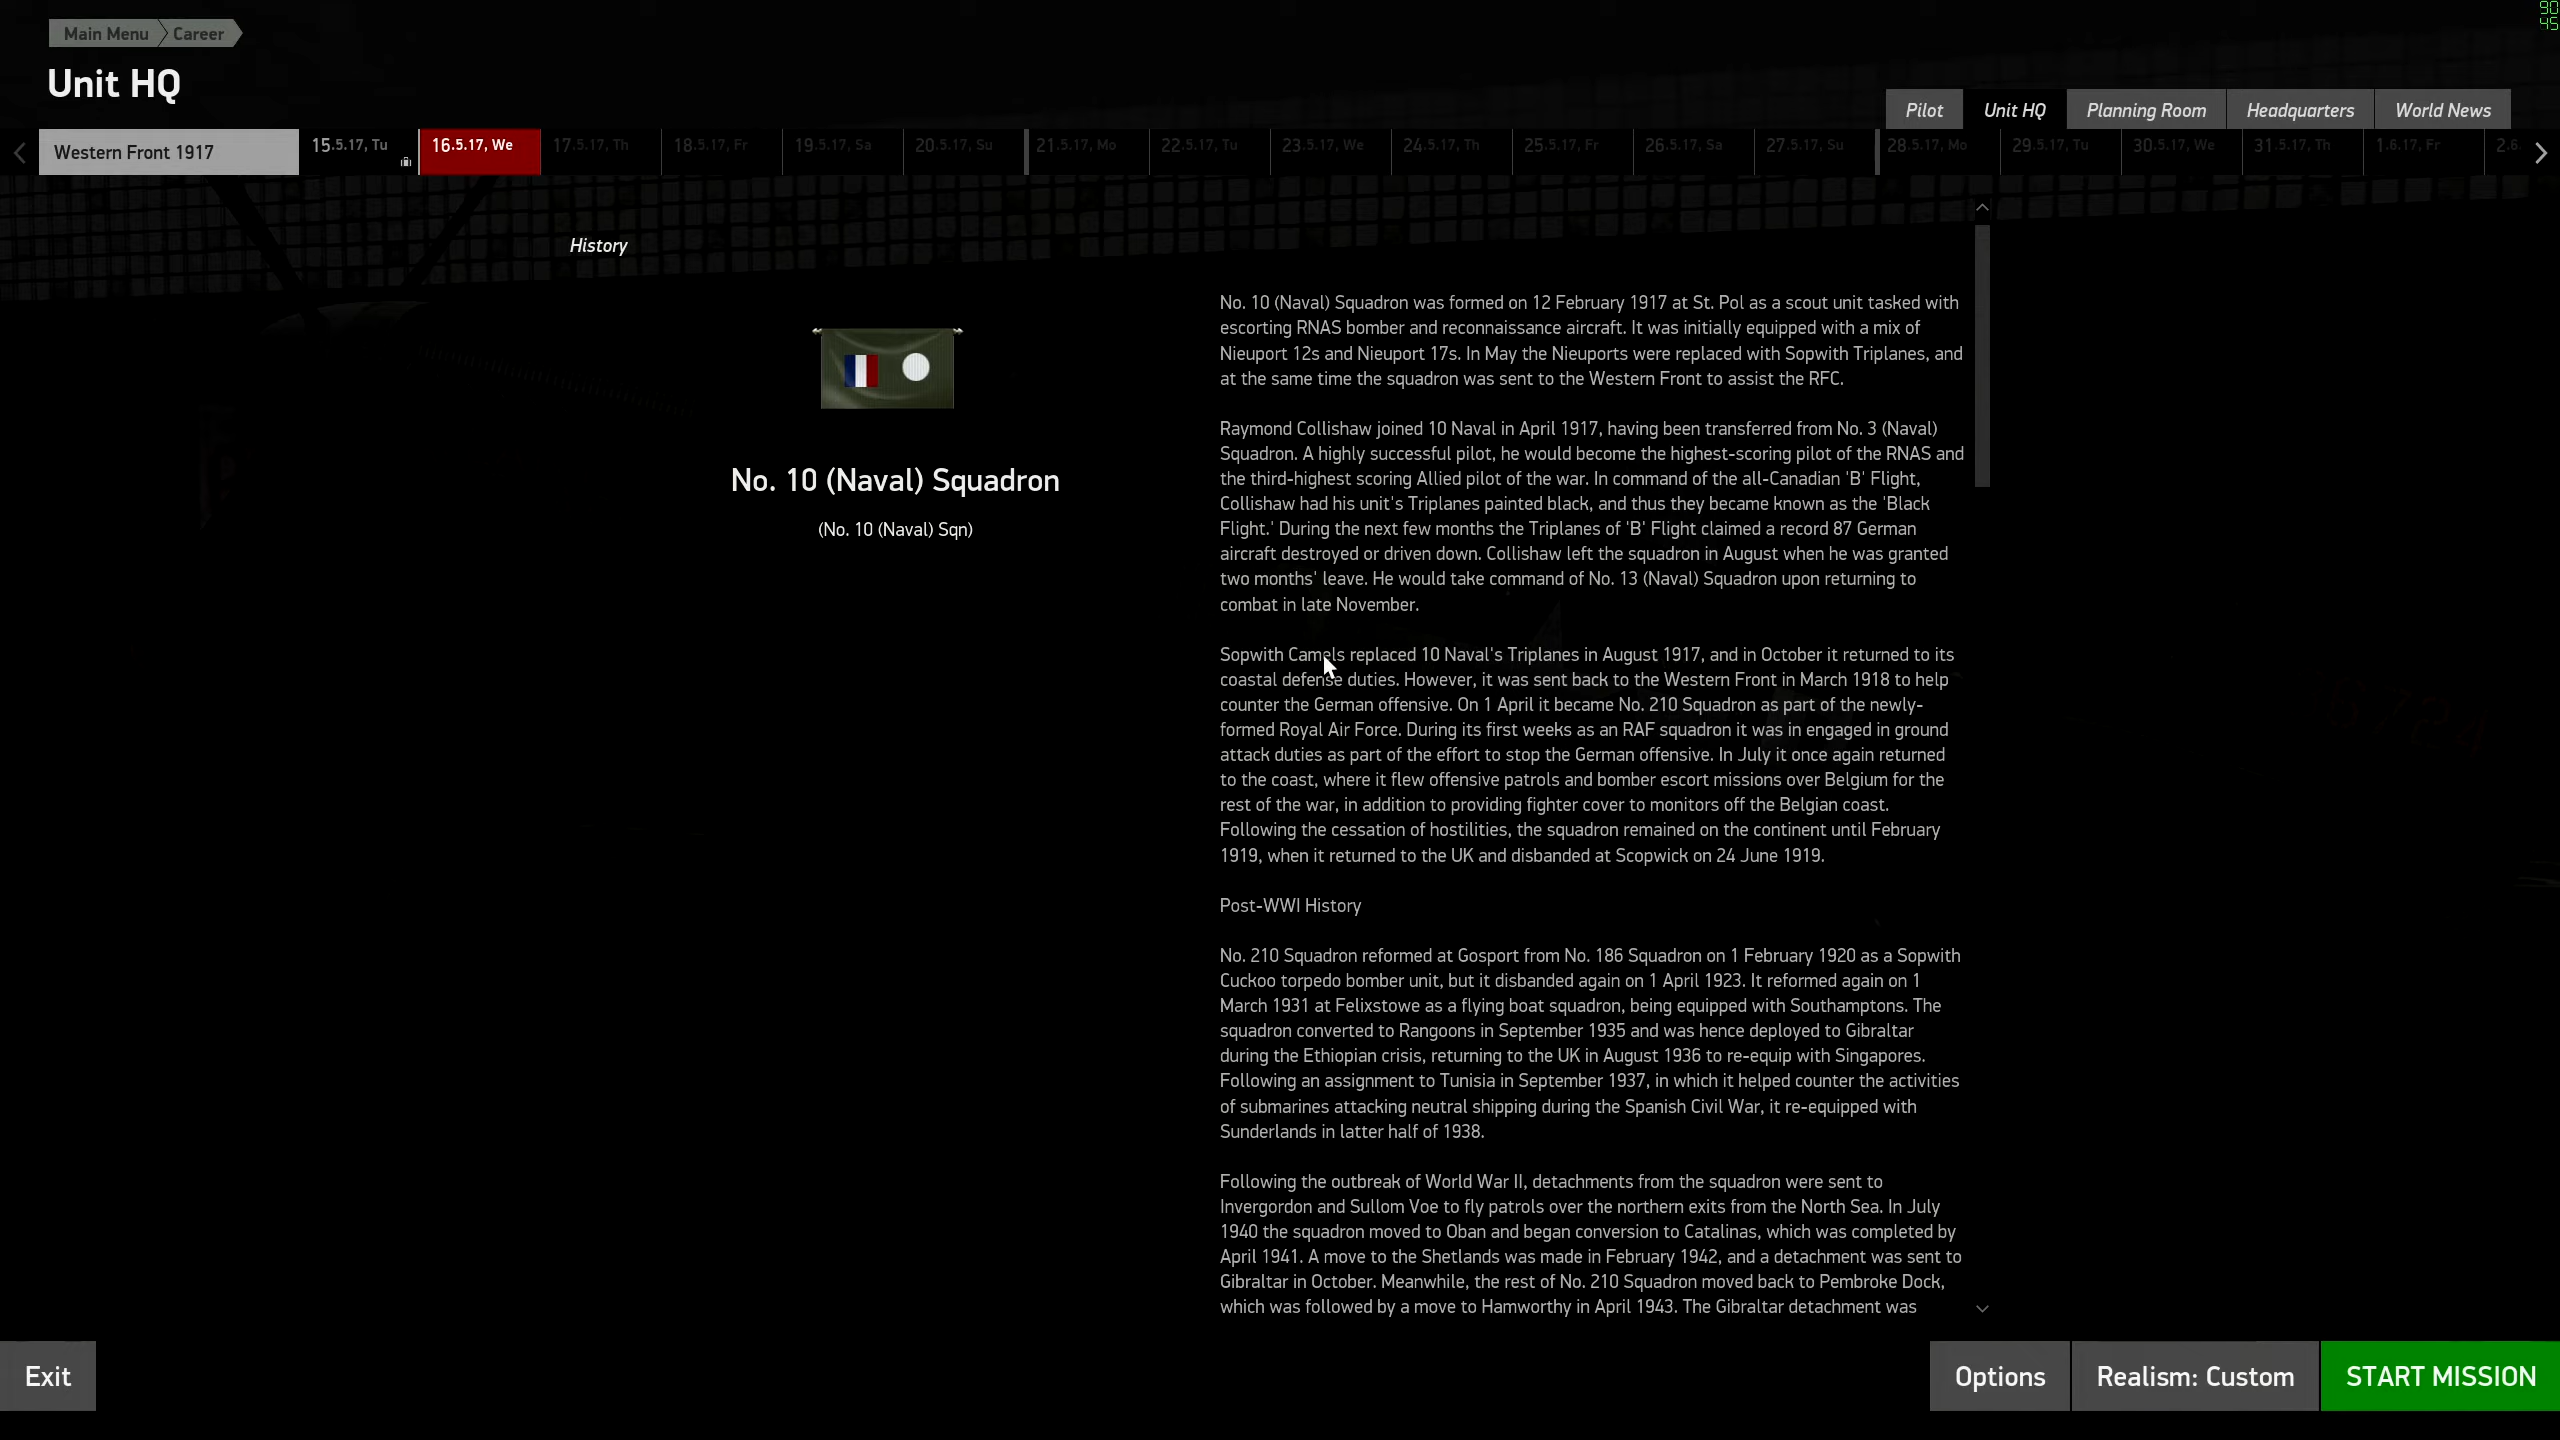 Main Menu
Career
90
45
Unit HQ
Pilot
Unit HQ
Planning Room
Headquarters
World News
Western Front 1917
15.5.17, Tu
16.5.17, We
17.5.17, Th
18.5.17, Fr
19.5.17, Sa
20.5.17, Su
21.5.17, Mo
22.5.17, Tu
23.5.17, We
24.5.17, Th
25.5.17, Fr
26.5.17, Sa
27.5.17, Su
28.5.17, Mo
29.5.17, Tu
30.5.17, We
31.5.17, Th
1.6.17, Fr
2.6.
History
No. 10 (Naval) Squadron
(No. 10 (Naval) Sqn)
No. 10 (Naval) Squadron was formed on 12 February 1917 at St. Pol as a scout unit tasked with
escorting RNAS bomber and reconnaissance aircraft. It was initially equipped with a mix of
Nieuport 12s and Nieuport 17s. In May the Nieuports were replaced with Sopwith Triplanes, and
at the same time the squadron was sent to the Western Front to assist the RFC.
Raymond Collishaw joined 10 Naval in April 1917, having been transferred from No. 3 (Naval)
Squadron. A highly successful pilot, he would become the highest-scoring pilot of the RNAS and
the third-highest scoring Allied pilot of the war. In command of the all-Canadian 'B' Flight,
Collishaw had his unit's Triplanes painted black, and thus they became known as the 'Black
Flight.' During the next few months the Triplanes of 'B' Flight claimed a record 87 German
aircraft destroyed or driven down. Collishaw left the squadron in August when he was granted
two months' leave. He would take command of No. 13 (Naval) Squadron upon returning to
combat in late November.
Sopwith Camels replaced 10 Naval's Triplanes in August 1917, and in October it returned to its
coastal defense duties. However, it was sent back to the Western Front in March 1918 to help
counter the German offensive. On 1 April it became No. 210 Squadron as part of the newly-
formed Royal Air Force. During its first weeks as an RAF squadron it was in engaged in ground
attack duties as part of the effort to stop the German offensive. In July it once again returned
to the coast, where it flew offensive patrols and bomber escort missions over Belgium for the
rest of the war, in addition to providing fighter cover to monitors off the Belgian coast.
Following the cessation of hostilities, the squadron remained on the continent until February
1919, when it returned to the UK and disbanded at Scopwick on 24 June 1919.
Post-WWI History
No. 210 Squadron reformed at Gosport from No. 186 Squadron on 1 February 1920 as a Sopwith
Cuckoo torpedo bomber unit, but it disbanded again on 1 April 1923. It reformed again on 1
March 1931 at Felixstowe as a flying boat squadron, being equipped with Southamptons. The
squadron converted to Rangoons in September 1935 and was hence deployed to Gibraltar
during the Ethiopian crisis, returning to the UK in August 1936 to re-equip with Singapores.
Following an assignment to Tunisia in September 1937, in which it helped counter the activities
of submarines attacking neutral shipping during the Spanish Civil War, it re-equipped with
Sunderlands in latter half of 1938.
Following the outbreak of World War II, detachments from the squadron were sent to
Invergordon and Sullom Voe to fly patrols over the northern exits from the North Sea. In July
1940 the squadron moved to Oban and began conversion to Catalinas, which was completed by
April 1941. A move to the Shetlands was made in February 1942, and a detachment was sent to
Gibraltar in October. Meanwhile, the rest of No. 210 Squadron moved back to Pembroke Dock,
which was followed by a move to Hamworthy in April 1943. The Gibraltar detachment was
6724
Exit
Options
Realism: Custom
START MISSION